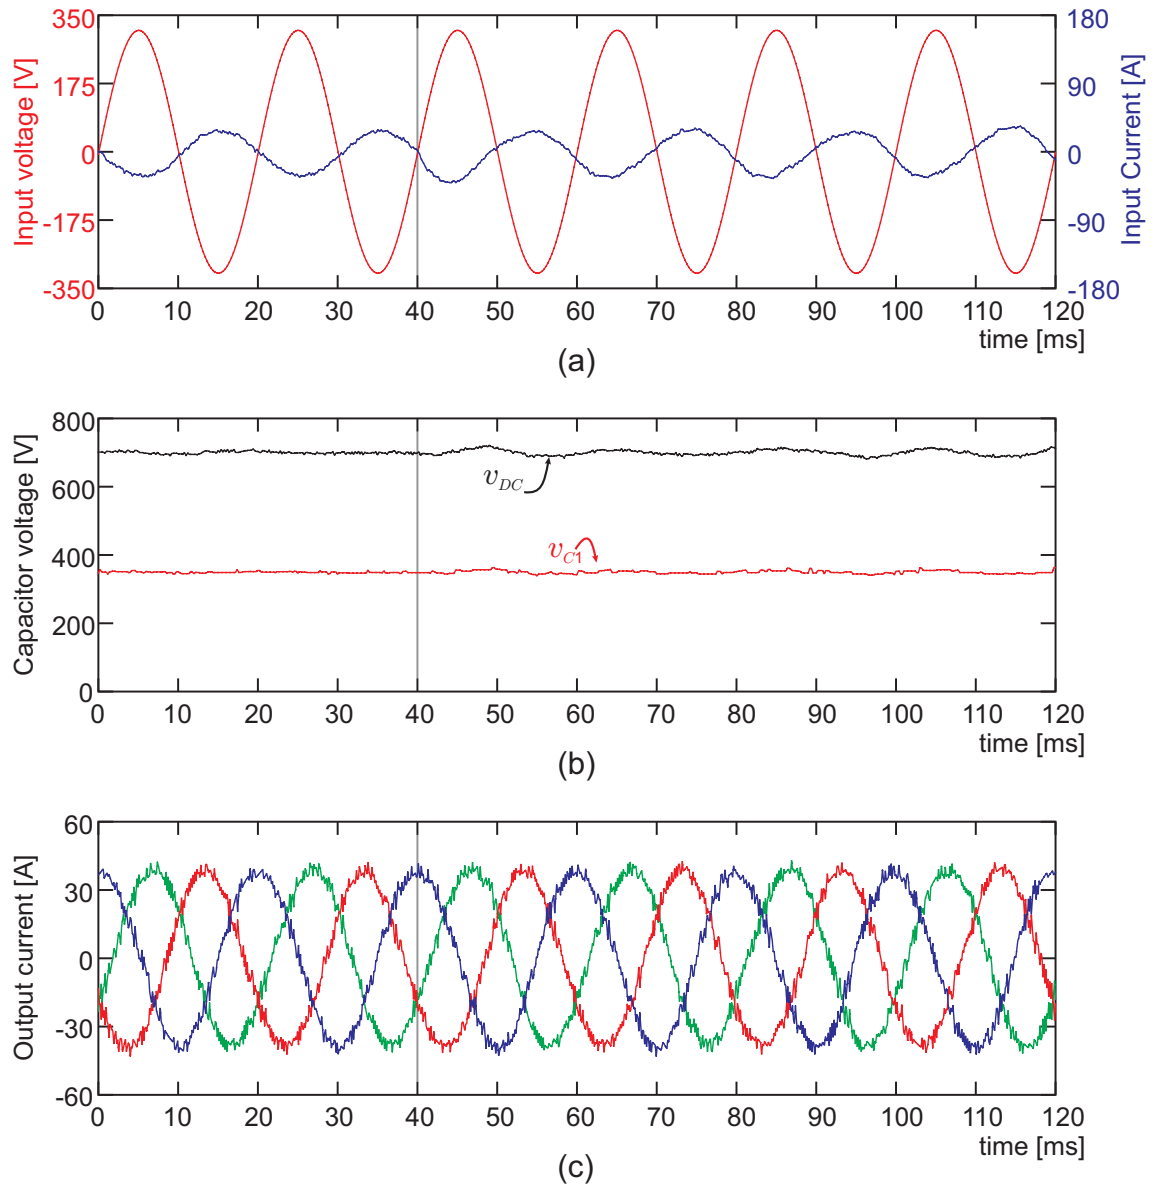 Input voltage [V]
350
175
0
-175
-350
Input Current [A]
180
90
0
-90
-180
0 10 20 30 40 50 60 70 80 90 100 110 120
time [ms]
(a)
Capacitor voltage [V]
800
600
400
200
0
vDC
vC1
0 10 20 30 40 50 60 70 80 90 100 110 120
time [ms]
(b)
Output current [A]
60
30
0
-30
-60
0 10 20 30 40 50 60 70 80 90 100 110 120
time [ms]
(c)